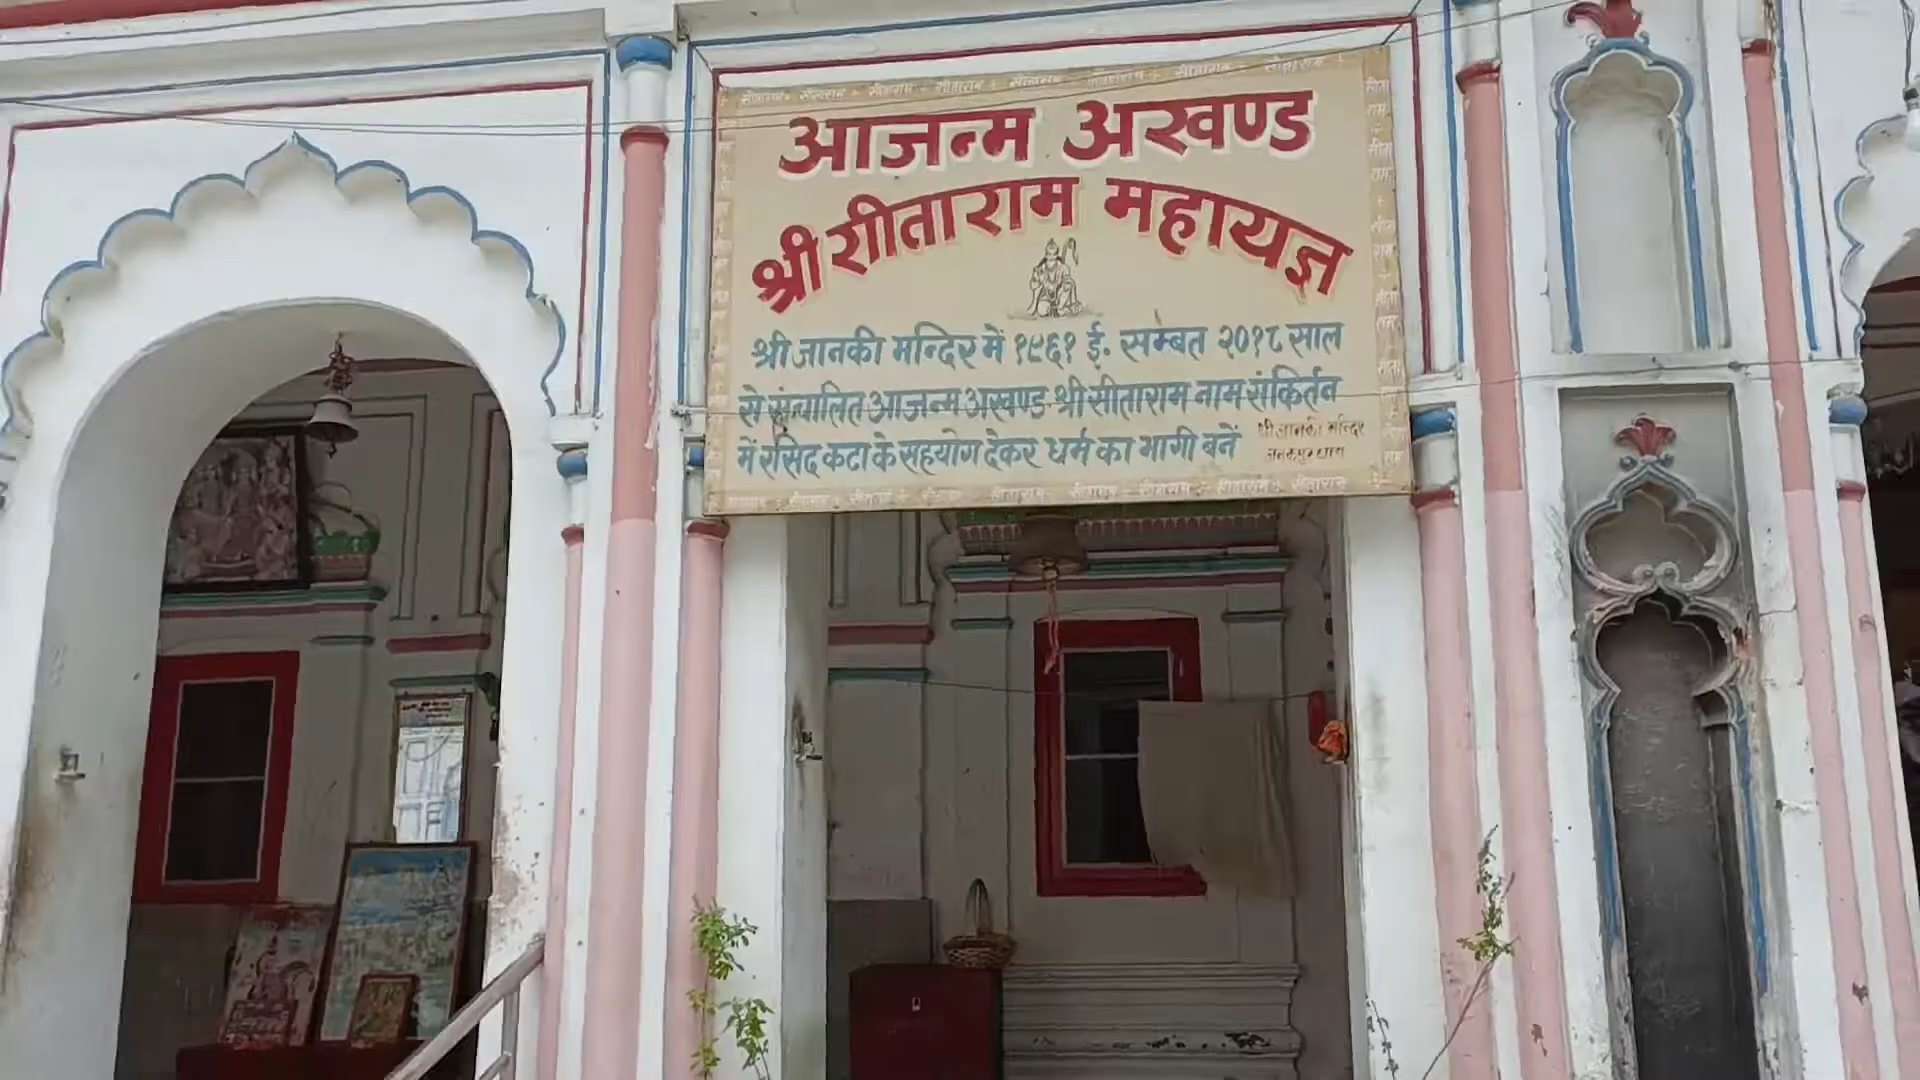 सीताराम सीताराम सीताराम सीताराम सीताराम सीताराम सीताराम सीताराम
आजन्म अखण्ड
श्री सीताराम महायज्ञ
श्री जानकी मन्दिर में १९६१ ई. सम्बत २०१८ साल
से संचालित आजन्म अखण्ड श्री सीताराम नाम संकिर्तन
में रसिद कटा के सहयोग देकर धर्म का भागी बनें
श्री जानकी मन्दिर
जनकपुरधाम